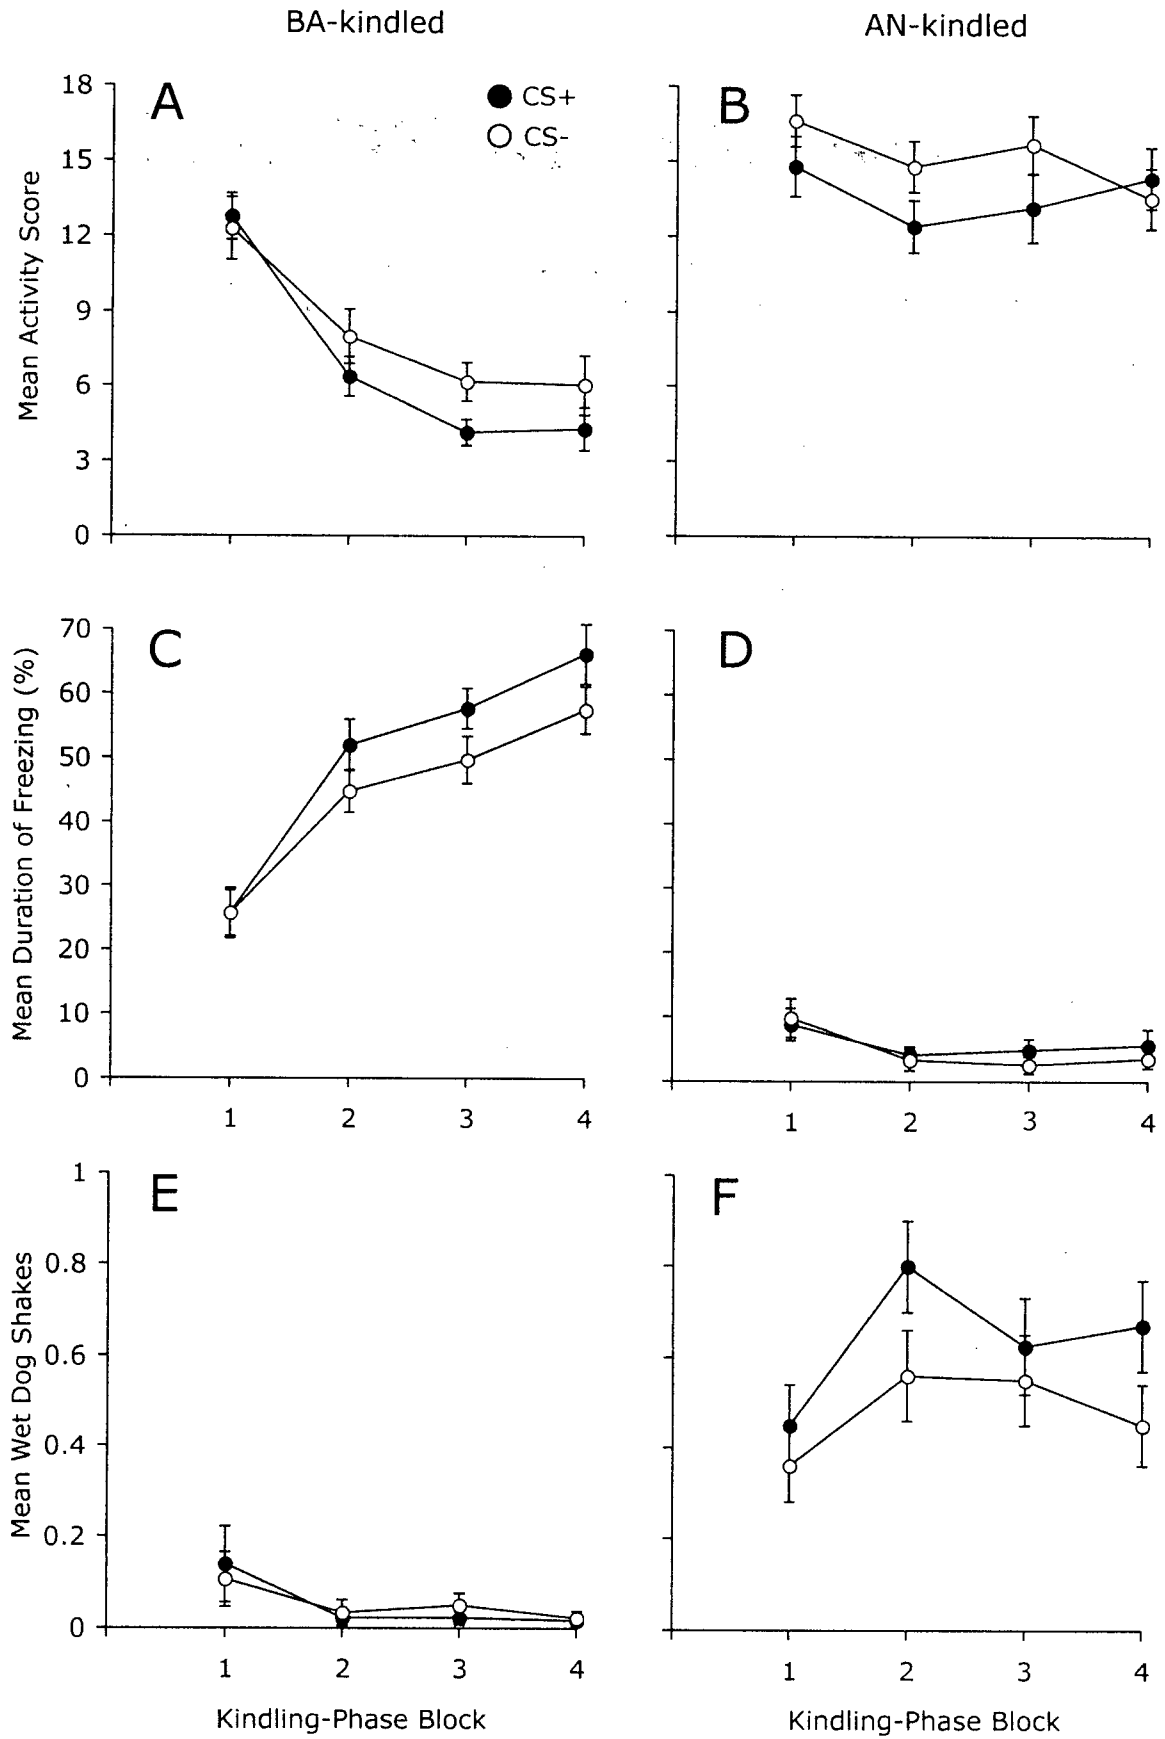 BA-kindled
AN-kindled
A
CS+
CS-
B
18
15
12
9
6
3
0
Mean Activity Score
C
D
70
60
50
40
30
20
10
0
Mean Duration of Freezing (%)
1 2 3 4
1 2 3 4
E
F
1
0.8
0.6
0.4
0.2
0
Mean Wet Dog Shakes
1 2 3 4
1 2 3 4
Kindling-Phase Block
Kindling-Phase Block